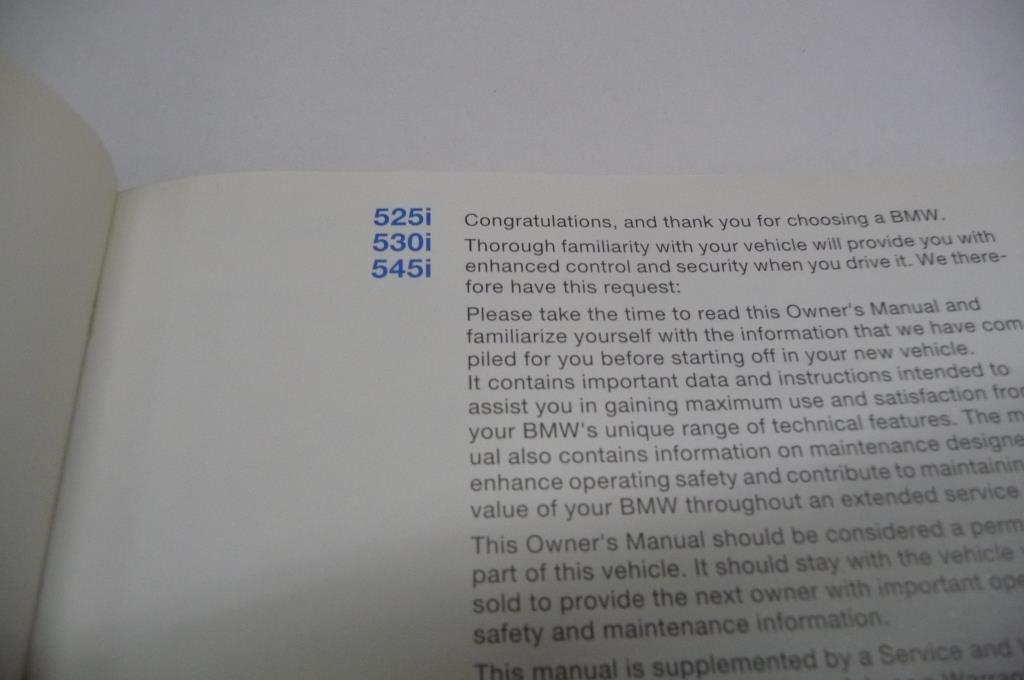 525i
530i
545i
Congratulations, and thank you for choosing a BMW.
Thorough familiarity with your vehicle will provide you with
enhanced control and security when you drive it. We there-
fore have this request:
Please take the time to read this Owner's Manual and
familiarize yourself with the information that we have com
piled for you before starting off in your new vehicle.
It contains important data and instructions intended to
assist you in gaining maximum use and satisfaction fro
your BMW's unique range of technical features. The m
ual also contains information on maintenance designe
enhance operating safety and contribute to maintainin
value of your BMW throughout an extended service
This Owner's Manual should be considered a perm
part of this vehicle. It should stay with the vehicle
sold to provide the next owner with important ope
safety and maintenance information.
This manual is supplemented by a Service and